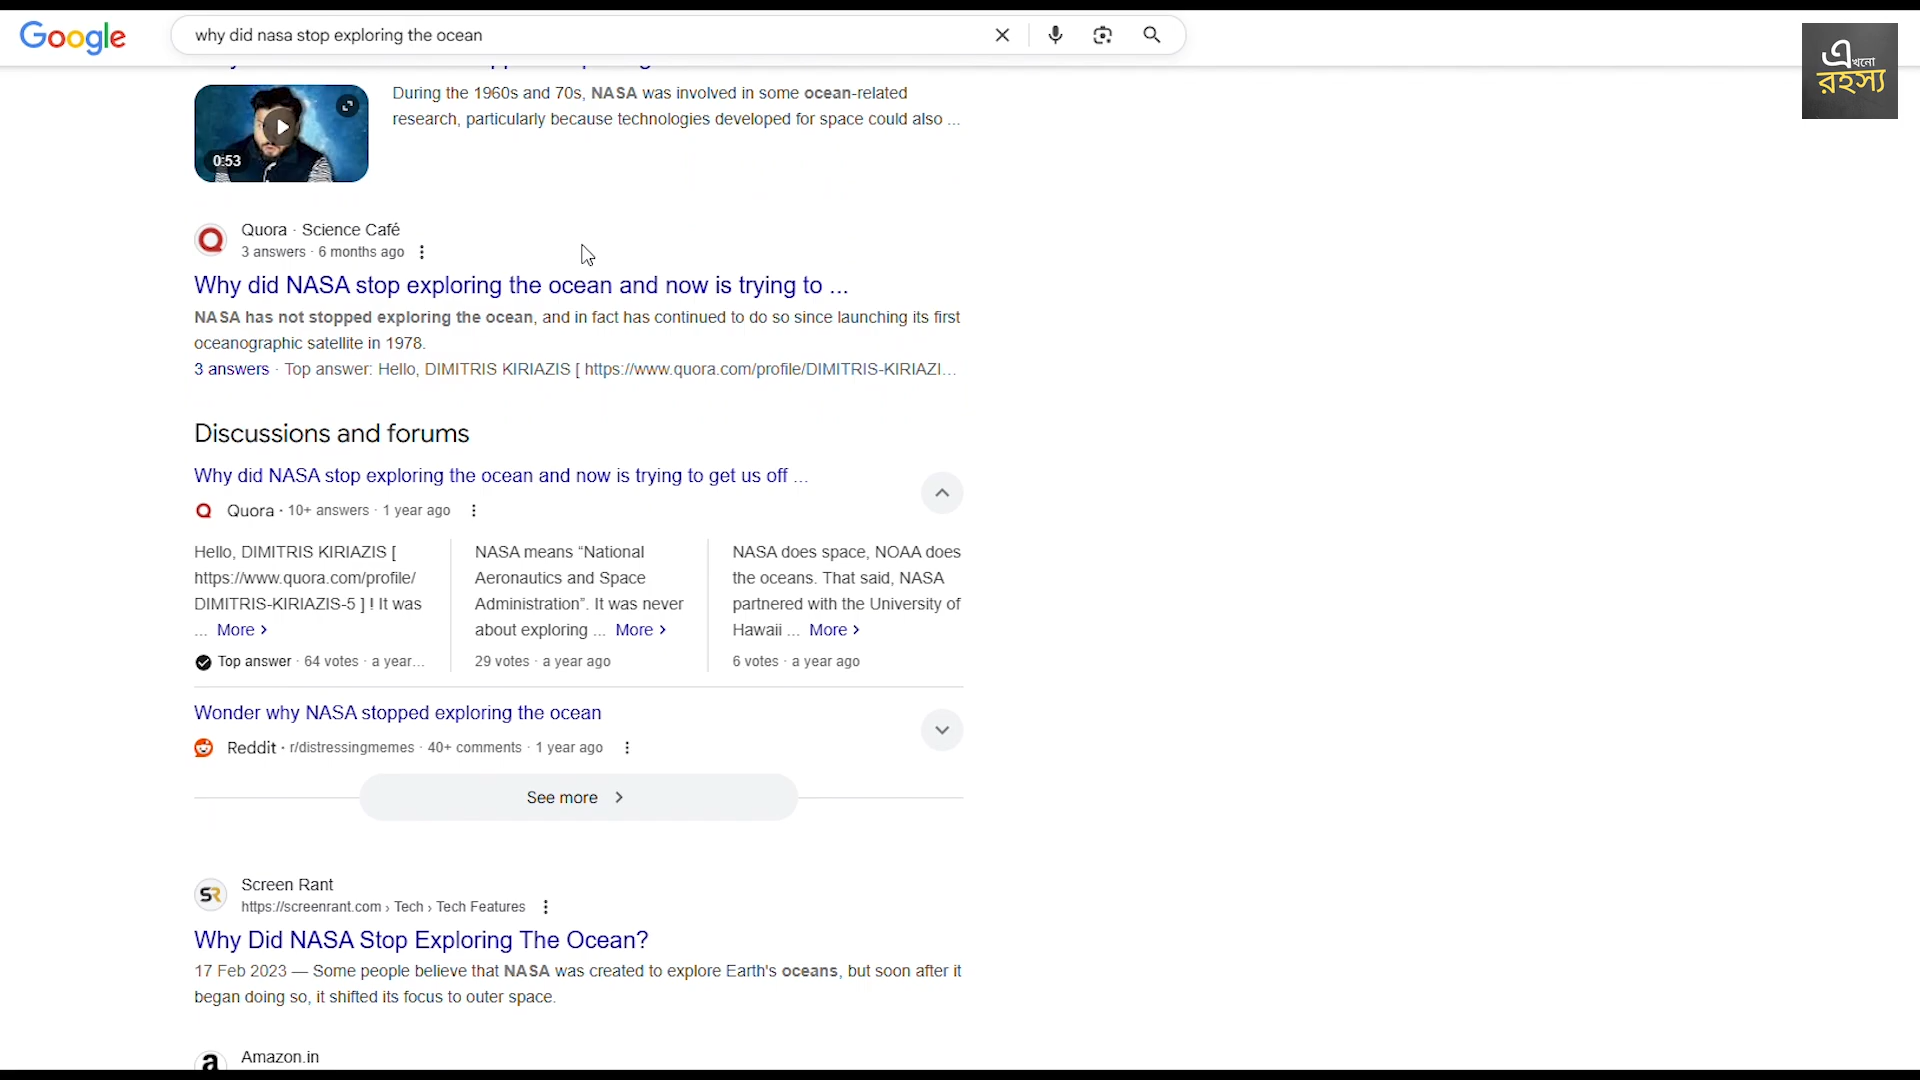 Google
why did nasa stop exploring the ocean
এখনো
রহস্য
During the 1960s and 70s, NASA was involved in some ocean-related
research, particularly because technologies developed for space could also ...
0:53
Quora · Science Café
3 answers · 6 months ago
Why did NASA stop exploring the ocean and now is trying to ...
NASA has not stopped exploring the ocean, and in fact has continued to do so since launching its first
oceanographic satellite in 1978.
3 answers · Top answer: Hello, DIMITRIS KIRIAZIS [ https://www.quora.com/profile/DIMITRIS-KIRIAZI...
Discussions and forums
Why did NASA stop exploring the ocean and now is trying to get us off ...
Quora · 10+ answers · 1 year ago
Hello, DIMITRIS KIRIAZIS [
https://www.quora.com/profile/
DIMITRIS-KIRIAZIS-5 ] ! It was
... More >
Top answer · 64 votes · a year...
NASA means “National
Aeronautics and Space
Administration”. It was never
about exploring ... More >
29 votes · a year ago
NASA does space, NOAA does
the oceans. That said, NASA
partnered with the University of
Hawaii ... More >
6 votes · a year ago
Wonder why NASA stopped exploring the ocean
Reddit · r/distressingmemes · 40+ comments · 1 year ago
See more >
SR
Screen Rant
https://screenrant.com › Tech › Tech Features
Why Did NASA Stop Exploring The Ocean?
17 Feb 2023 — Some people believe that NASA was created to explore Earth's oceans, but soon after it
began doing so, it shifted its focus to outer space.
a
Amazon.in